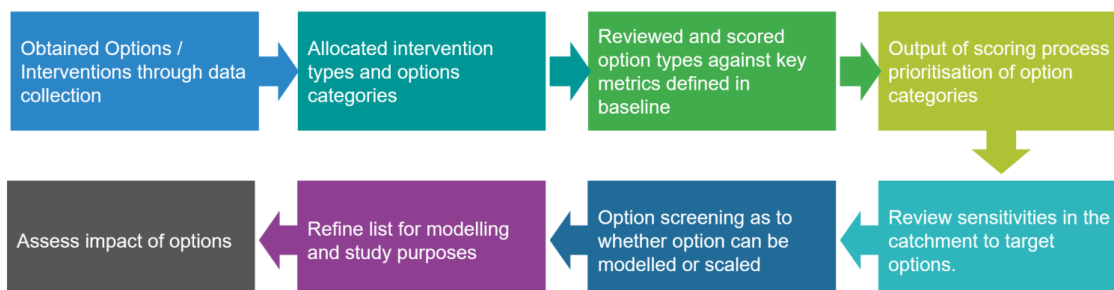 Obtained Options /
Interventions through data
collection
Allocated intervention
types and options
categories
Reviewed and scored
option types against key
metrics defined in
baseline
Output of scoring process
prioritisation of option
categories
Review sensitivities in the
catchment to target
options.
Option screening as to
whether option can be
modelled or scaled
Refine list for modelling
and study purposes
Assess impact of options